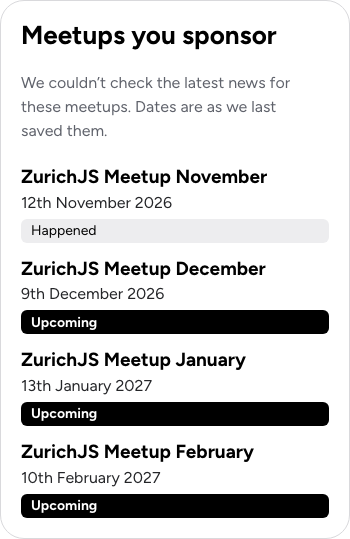 Meetups you sponsor
We couldn’t check the latest news for
these meetups. Dates are as we last
saved them.
ZurichJS Meetup November
12th November 2026
Happened
ZurichJS Meetup December
9th December 2026
Upcoming
ZurichJS Meetup January
13th January 2027
Upcoming
ZurichJS Meetup February
10th February 2027
Upcoming